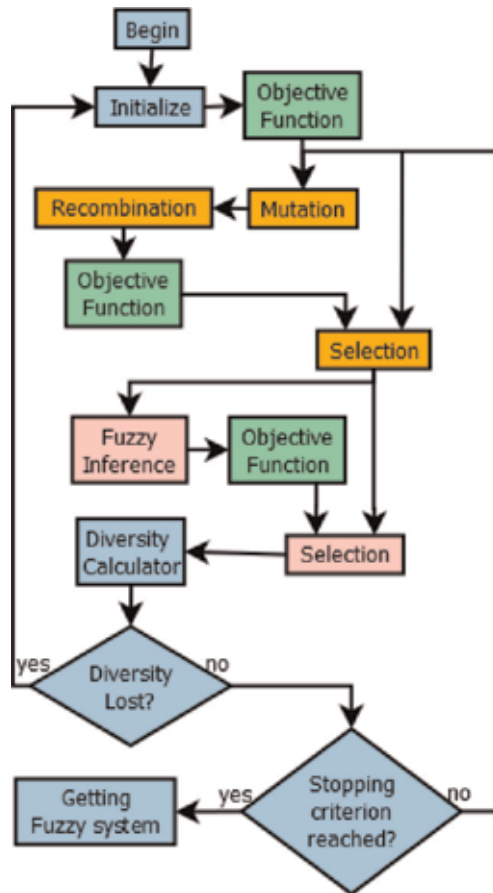 Begin
Initialize
Objective
Function
Recombination
Mutation
Objective
Function
Selection
Fuzzy
Inference
Objective
Function
Diversity
Calculator
Selection
yes
no
Diversity
Lost?
Getting
Fuzzy system
yes
Stopping
criterion
reached?
no